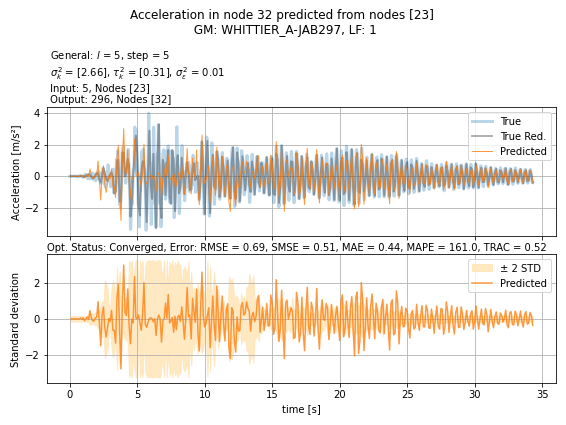 Acceleration in node 32 predicted from nodes [23]
GM: WHITTIER_A-JAB297, LF: 1
General: l = 5, step = 5
σ²ₖ = [2.66], τ²ₖ = [0.31], σ²ε = 0.01
Input: 5, Nodes [23]
Output: 296, Nodes [32]
Acceleration [m/s²]
4
2
0
−2
True
True Red.
Predicted
Opt. Status: Converged, Error: RMSE = 0.69, SMSE = 0.51, MAE = 0.44, MAPE = 161.0, TRAC = 0.52
Standard deviation
2
0
−2
± 2 STD
Predicted
0 5 10 15 20 25 30 35
time [s]